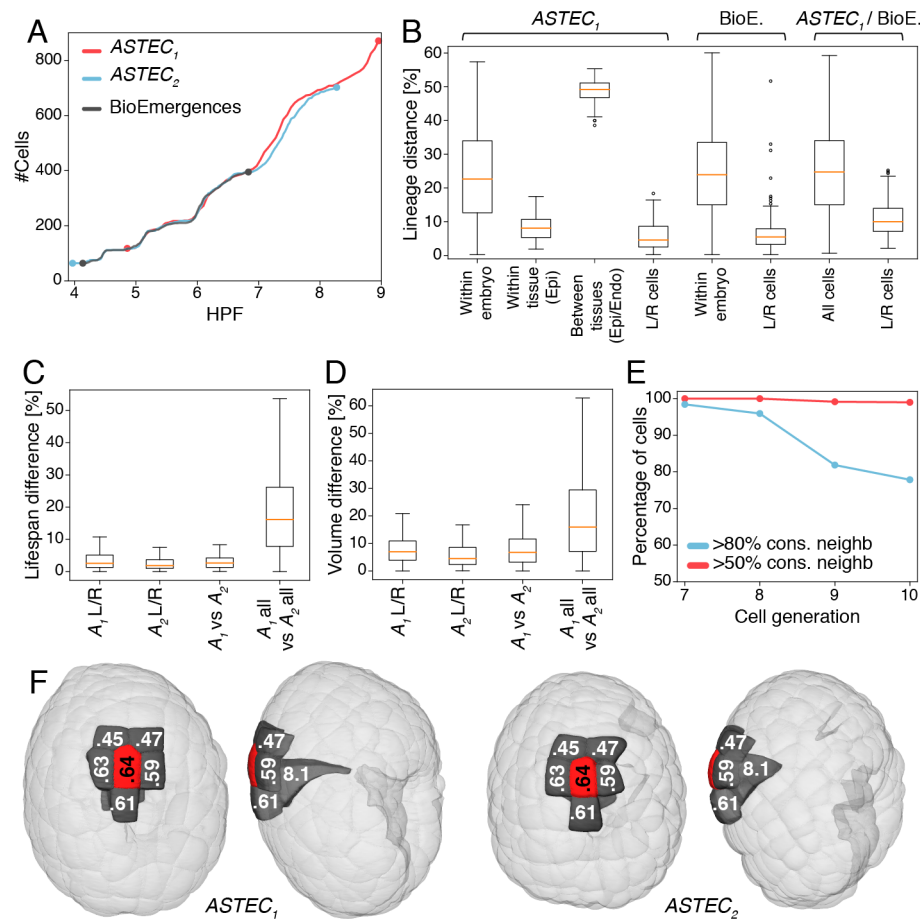 A
ASTEC1
ASTEC2
BioEmergences
#Cells
800
600
400
200
0
4 5 6 7 8 9
HPF
B
ASTEC1 BioE. ASTEC1 / BioE.
Lineage distance [%]
60
50
40
30
20
10
0
Within embryo
Within tissue (Epi)
Between tissues (Epi/Endo)
L/R cells
Within embryo
L/R cells
All cells
L/R cells
C
Lifespan difference [%]
50
40
30
20
10
0
A1 L/R
A2 L/R
A1 vs A2
A1 all vs A2 all
D
Volume difference [%]
60
50
40
30
20
10
0
A1 L/R
A2 L/R
A1 vs A2
A1 all vs A2 all
E
Percentage of cells
100
90
80
70
60
50
>80% cons. neighb
>50% cons. neighb
7 8 9 10
Cell generation
F
.45 .47
.63 .64 .59
.61
.47
.59 8.1
.61
ASTEC1
.45 .47
.63 .64 .59
.61
.47
.59 8.1
.61
ASTEC2